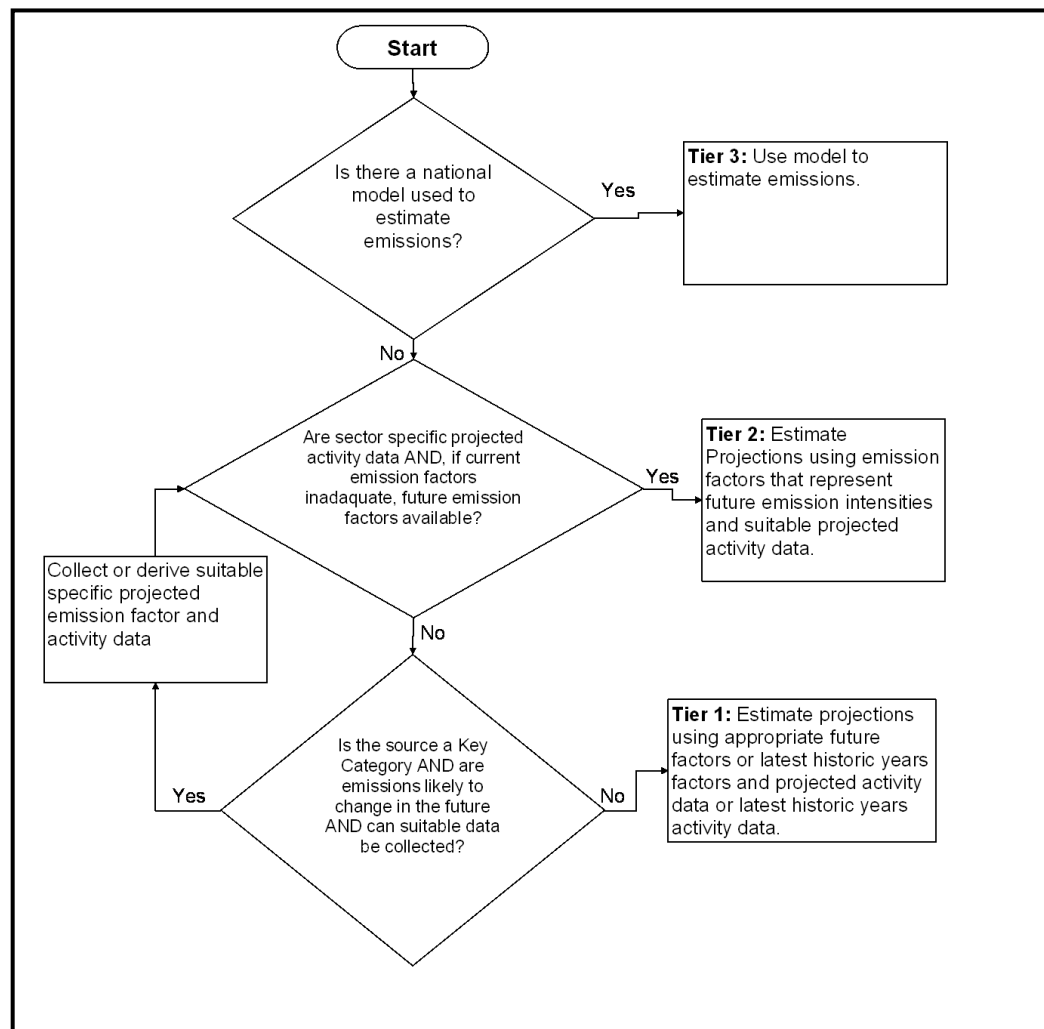 Start
Is there a national
model used to
estimate
emissions?
Yes
Tier 3: Use model to
estimate emissions.
No
Are sector specific projected
activity data AND, if current
emission factors
inadaquate, future emission
factors available?
Yes
Tier 2: Estimate
Projections using emission
factors that represent
future emission intensities
and suitable projected
activity data.
Collect or derive suitable
specific projected
emission factor and
activity data
No
Is the source a Key
Category AND are
emissions likely to
change in the future
AND can suitable data
be collected?
Yes
No
Tier 1: Estimate projections
using appropriate future
factors or latest historic years
factors and projected activity
data or latest historic years
activity data.